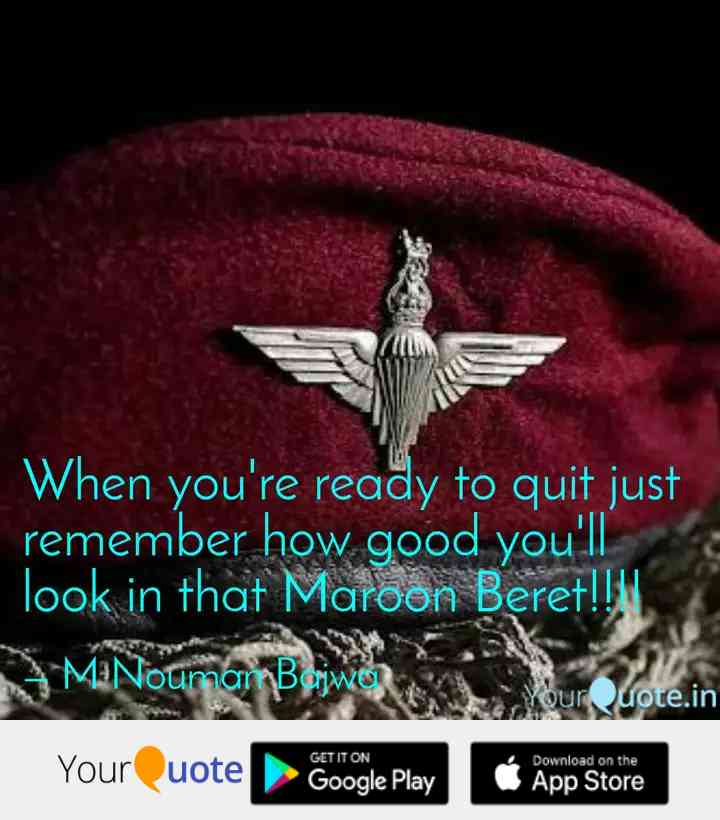 When you're ready to quit just
remember how good you'll
look in that Maroon Beret!!!!
– M Nouman Bajwa
YourQuote.in
YourQuote
GET IT ON
Google Play
Download on the
App Store